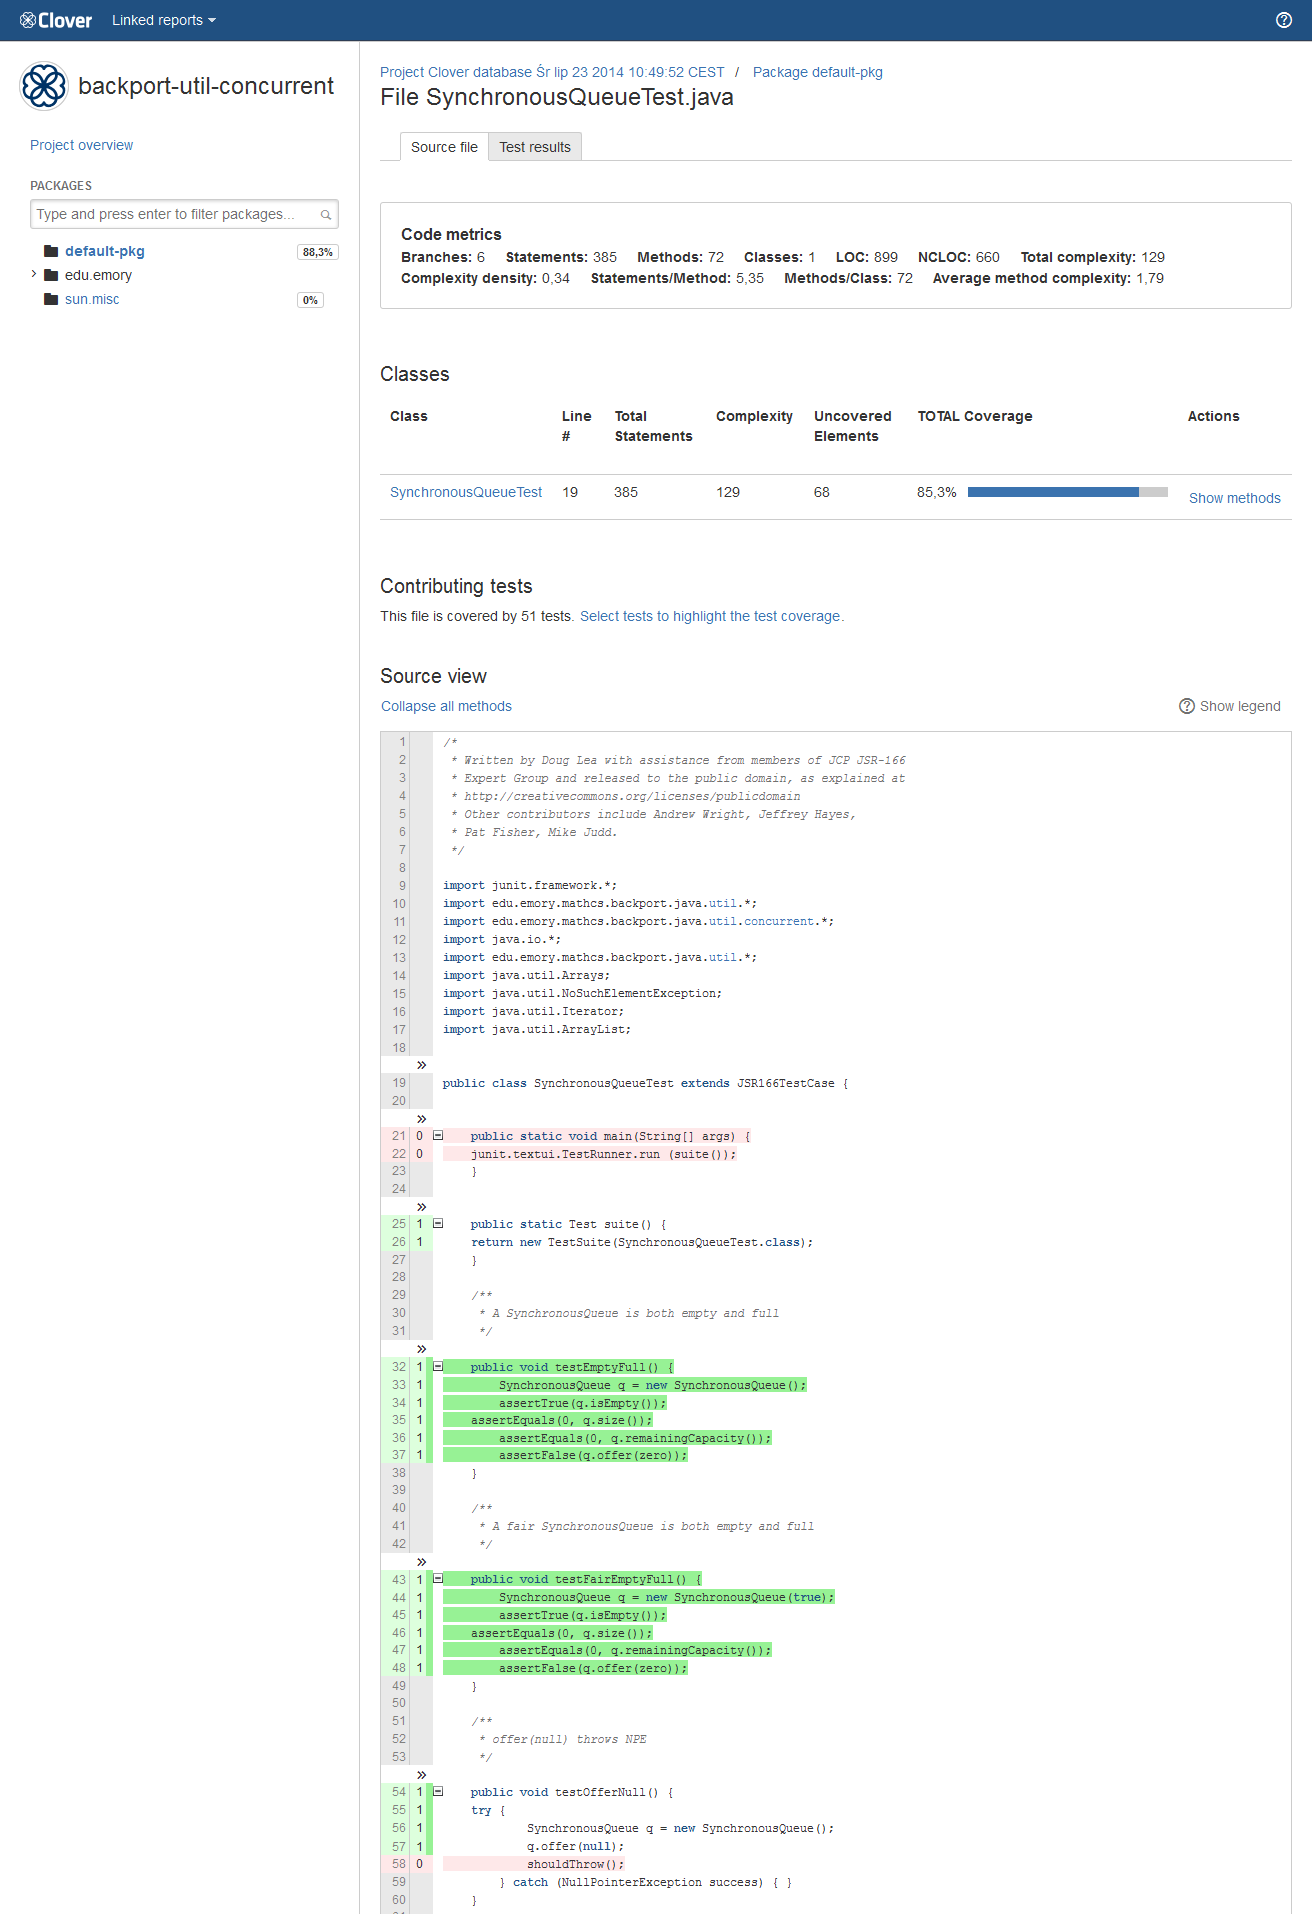 Clover Linked reports
backport-util-concurrent
Project overview
PACKAGES
Type and press enter to filter packages...
default-pkg 88,3%
edu.emory
sun.misc 0%
Project Clover database Śr lip 23 2014 10:49:52 CEST / Package default-pkg
File SynchronousQueueTest.java
Source file Test results
Code metrics
Branches: 6 Statements: 385 Methods: 72 Classes: 1 LOC: 899 NCLOC: 660 Total complexity: 129
Complexity density: 0,34 Statements/Method: 5,35 Methods/Class: 72 Average method complexity: 1,79
Classes
Class Line # Total Statements Complexity Uncovered Elements TOTAL Coverage Actions
SynchronousQueueTest 19 385 129 68 85,3% Show methods
Contributing tests
This file is covered by 51 tests. Select tests to highlight the test coverage.
Source view
Collapse all methods Show legend
1 /*
2 * Written by Doug Lea with assistance from members of JCP JSR-166
3 * Expert Group and released to the public domain, as explained at
4 * http://creativecommons.org/licenses/publicdomain
5 * Other contributors include Andrew Wright, Jeffrey Hayes,
6 * Pat Fisher, Mike Judd.
7 */
8
9 import junit.framework.*;
10 import edu.emory.mathcs.backport.java.util.*;
11 import edu.emory.mathcs.backport.java.util.concurrent.*;
12 import java.io.*;
13 import edu.emory.mathcs.backport.java.util.*;
14 import java.util.Arrays;
15 import java.util.NoSuchElementException;
16 import java.util.Iterator;
17 import java.util.ArrayList;
18
»
19 public class SynchronousQueueTest extends JSR166TestCase {
20
»
21 0 public static void main(String[] args) {
22 0 junit.textui.TestRunner.run (suite());
23 }
24
»
25 1 public static Test suite() {
26 1 return new TestSuite(SynchronousQueueTest.class);
27 }
28
29 /**
30 * A SynchronousQueue is both empty and full
31 */
»
32 1 public void testEmptyFull() {
33 1 SynchronousQueue q = new SynchronousQueue();
34 1 assertTrue(q.isEmpty());
35 1 assertEquals(0, q.size());
36 1 assertEquals(0, q.remainingCapacity());
37 1 assertFalse(q.offer(zero));
38 }
39
40 /**
41 * A fair SynchronousQueue is both empty and full
42 */
»
43 1 public void testFairEmptyFull() {
44 1 SynchronousQueue q = new SynchronousQueue(true);
45 1 assertTrue(q.isEmpty());
46 1 assertEquals(0, q.size());
47 1 assertEquals(0, q.remainingCapacity());
48 1 assertFalse(q.offer(zero));
49 }
50
51 /**
52 * offer(null) throws NPE
53 */
»
54 1 public void testOfferNull() {
55 1 try {
56 1 SynchronousQueue q = new SynchronousQueue();
57 1 q.offer(null);
58 0 shouldThrow();
59 } catch (NullPointerException success) { }
60 }